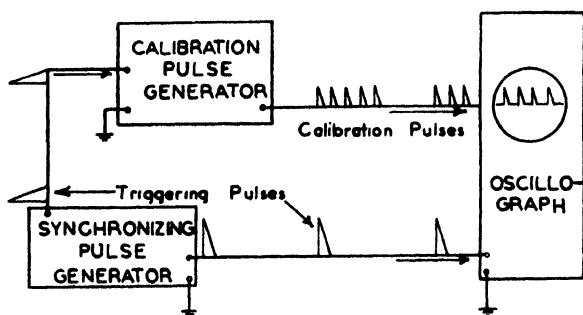 CALIBRATION
PULSE
GENERATOR
Calibration Pulses
OSCILLO
GRAPH
Triggering Pulses
SYNCHRONIZING
PULSE
GENERATOR